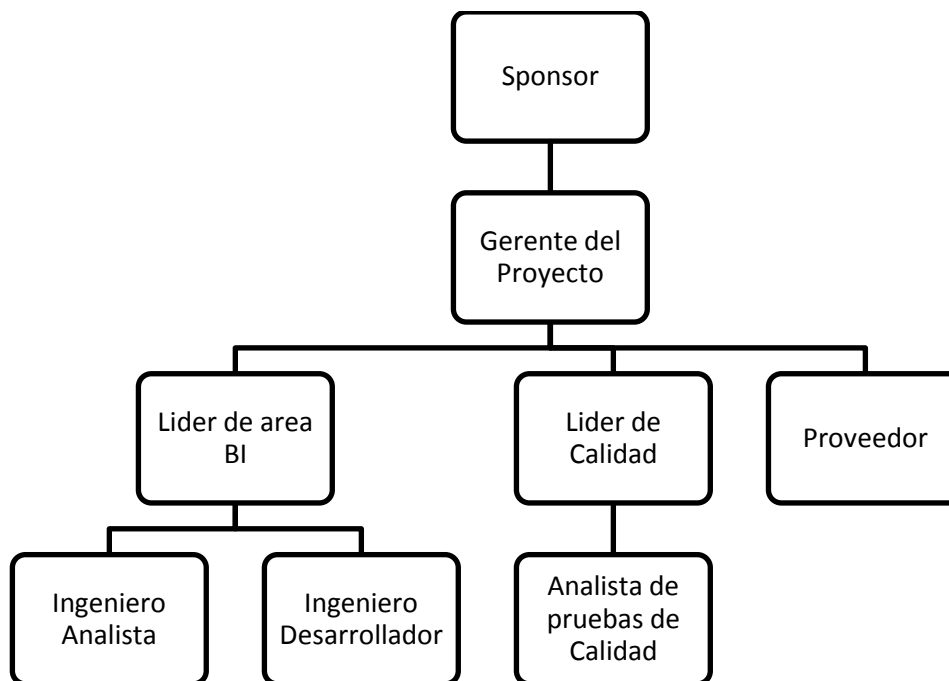 Sponsor
Gerente del
Proyecto
Lider de area
BI
Lider de
Calidad
Proveedor
Ingeniero
Analista
Ingeniero
Desarrollador
Analista de
pruebas de
Calidad